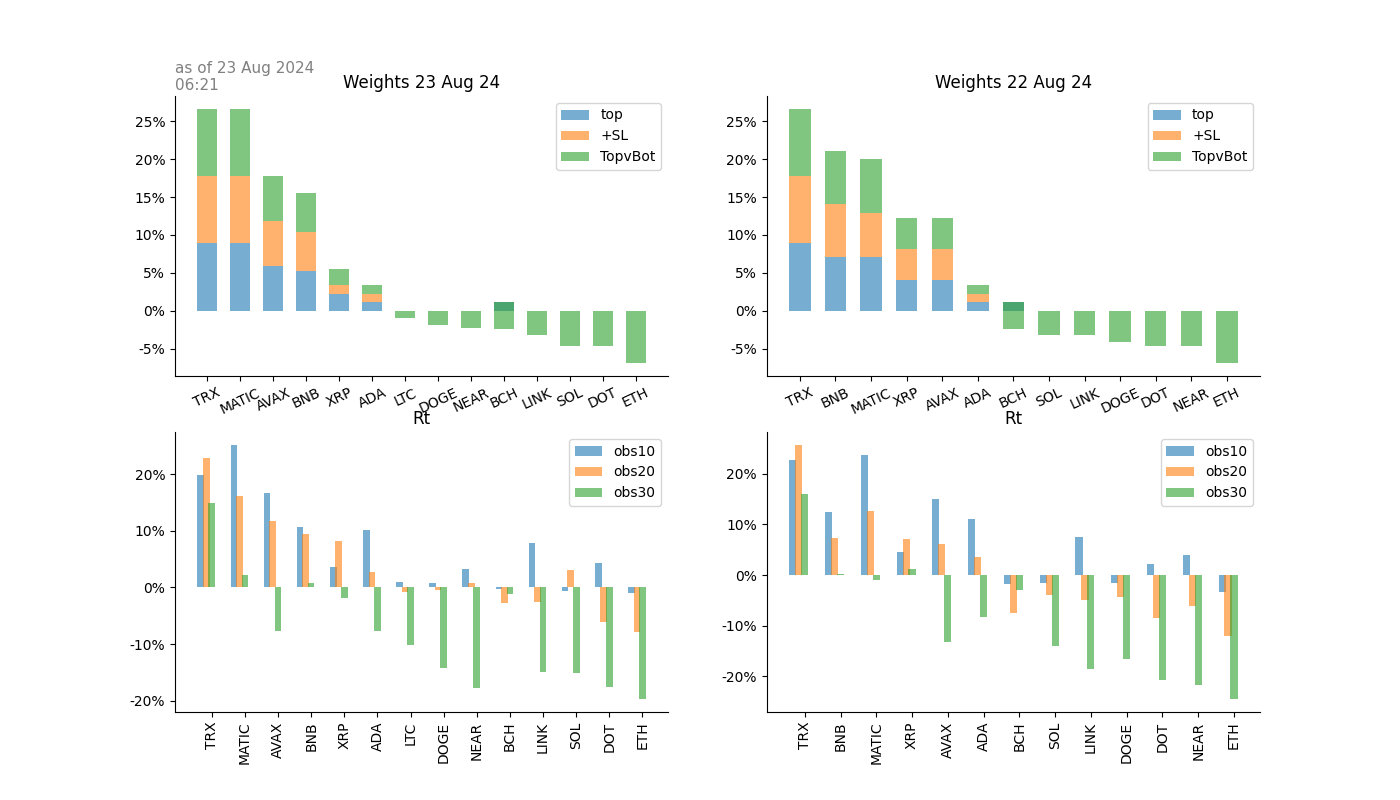 as of 23 Aug 2024
06:21
Weights 23 Aug 24
25%
20%
15%
10%
5%
0%
-5%
top
+SL
TopvBot
TRX MATIC AVAX BNB XRP ADA LTC DOGE NEAR BCH LINK SOL DOT ETH
Weights 22 Aug 24
25%
20%
15%
10%
5%
0%
-5%
top
+SL
TopvBot
TRX BNB MATIC XRP AVAX ADA BCH SOL LINK DOGE DOT NEAR ETH
Rt
20%
10%
0%
-10%
-20%
obs10
obs20
obs30
TRX MATIC AVAX BNB XRP ADA LTC DOGE NEAR BCH LINK SOL DOT ETH
Rt
20%
10%
0%
-10%
-20%
obs10
obs20
obs30
TRX BNB MATIC XRP AVAX ADA BCH SOL LINK DOGE DOT NEAR ETH